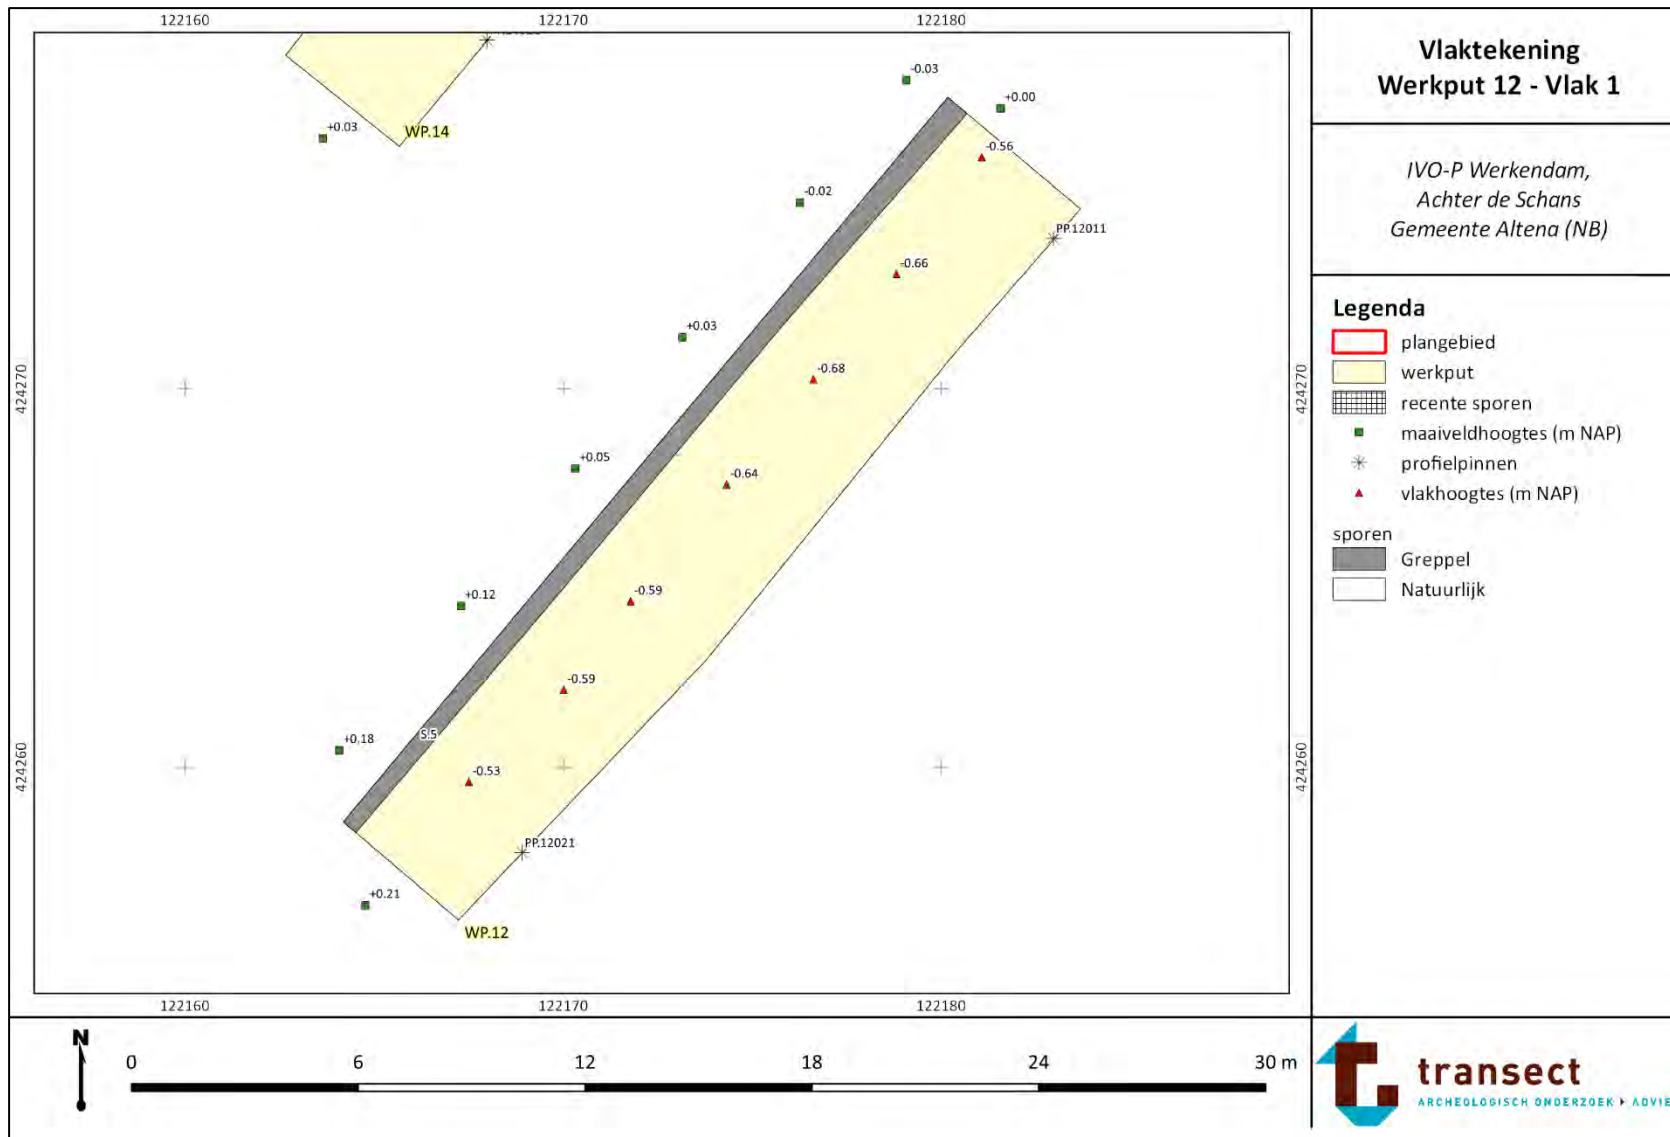 122160
122170
122180
Vlaktekening
Werkput 12 - Vlak 1
IVO-P Werkendam,
Achter de Schans
Gemeente Altena (NB)
Legenda
plangebied
werkput
recente sporen
maaiveldhoogtes (m NAP)
profielpinnen
vlakhoogtes (m NAP)
sporen
Greppel
Natuurlijk
-0.03
+0.00
+0.03
WP.14
-0.56
-0.02
PP.12011
-0.66
+0.03
-0.68
424270
424270
+0.05
-0.64
+0.12
-0.59
-0.59
S.5
+0.18
424260
424260
-0.53
PP.12021
+0.21
WP.12
122160
122170
122180
N
0
6
12
18
24
30 m
transect
ARCHEOLOGISCH ONDERZOEK ADVIE